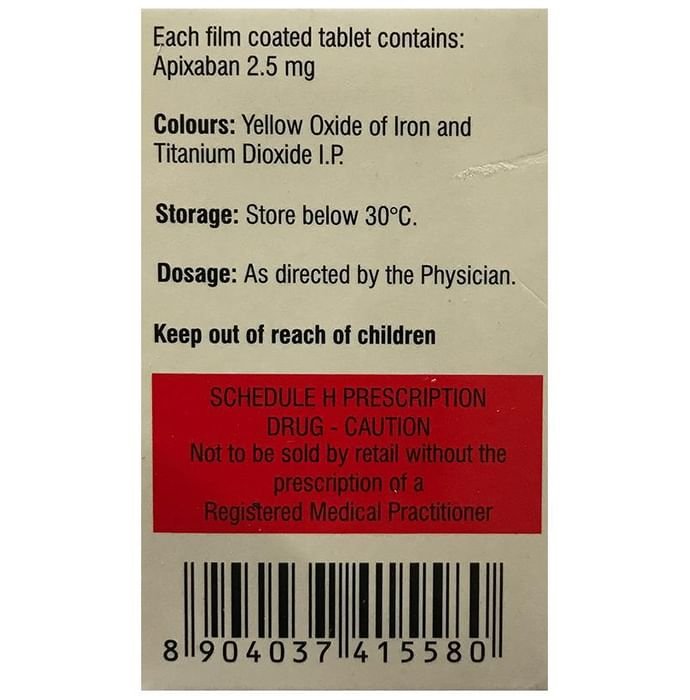 Each film coated tablet contains:
Apixaban 2.5 mg
Colours: Yellow Oxide of Iron and
Titanium Dioxide I.P.
Storage: Store below 30°C.
Dosage: As directed by the Physician.
Keep out of reach of children
SCHEDULE H PRESCRIPTION
DRUG - CAUTION
Not to be sold by retail without the
prescription of a
Registered Medical Practitioner
8 904037 415580